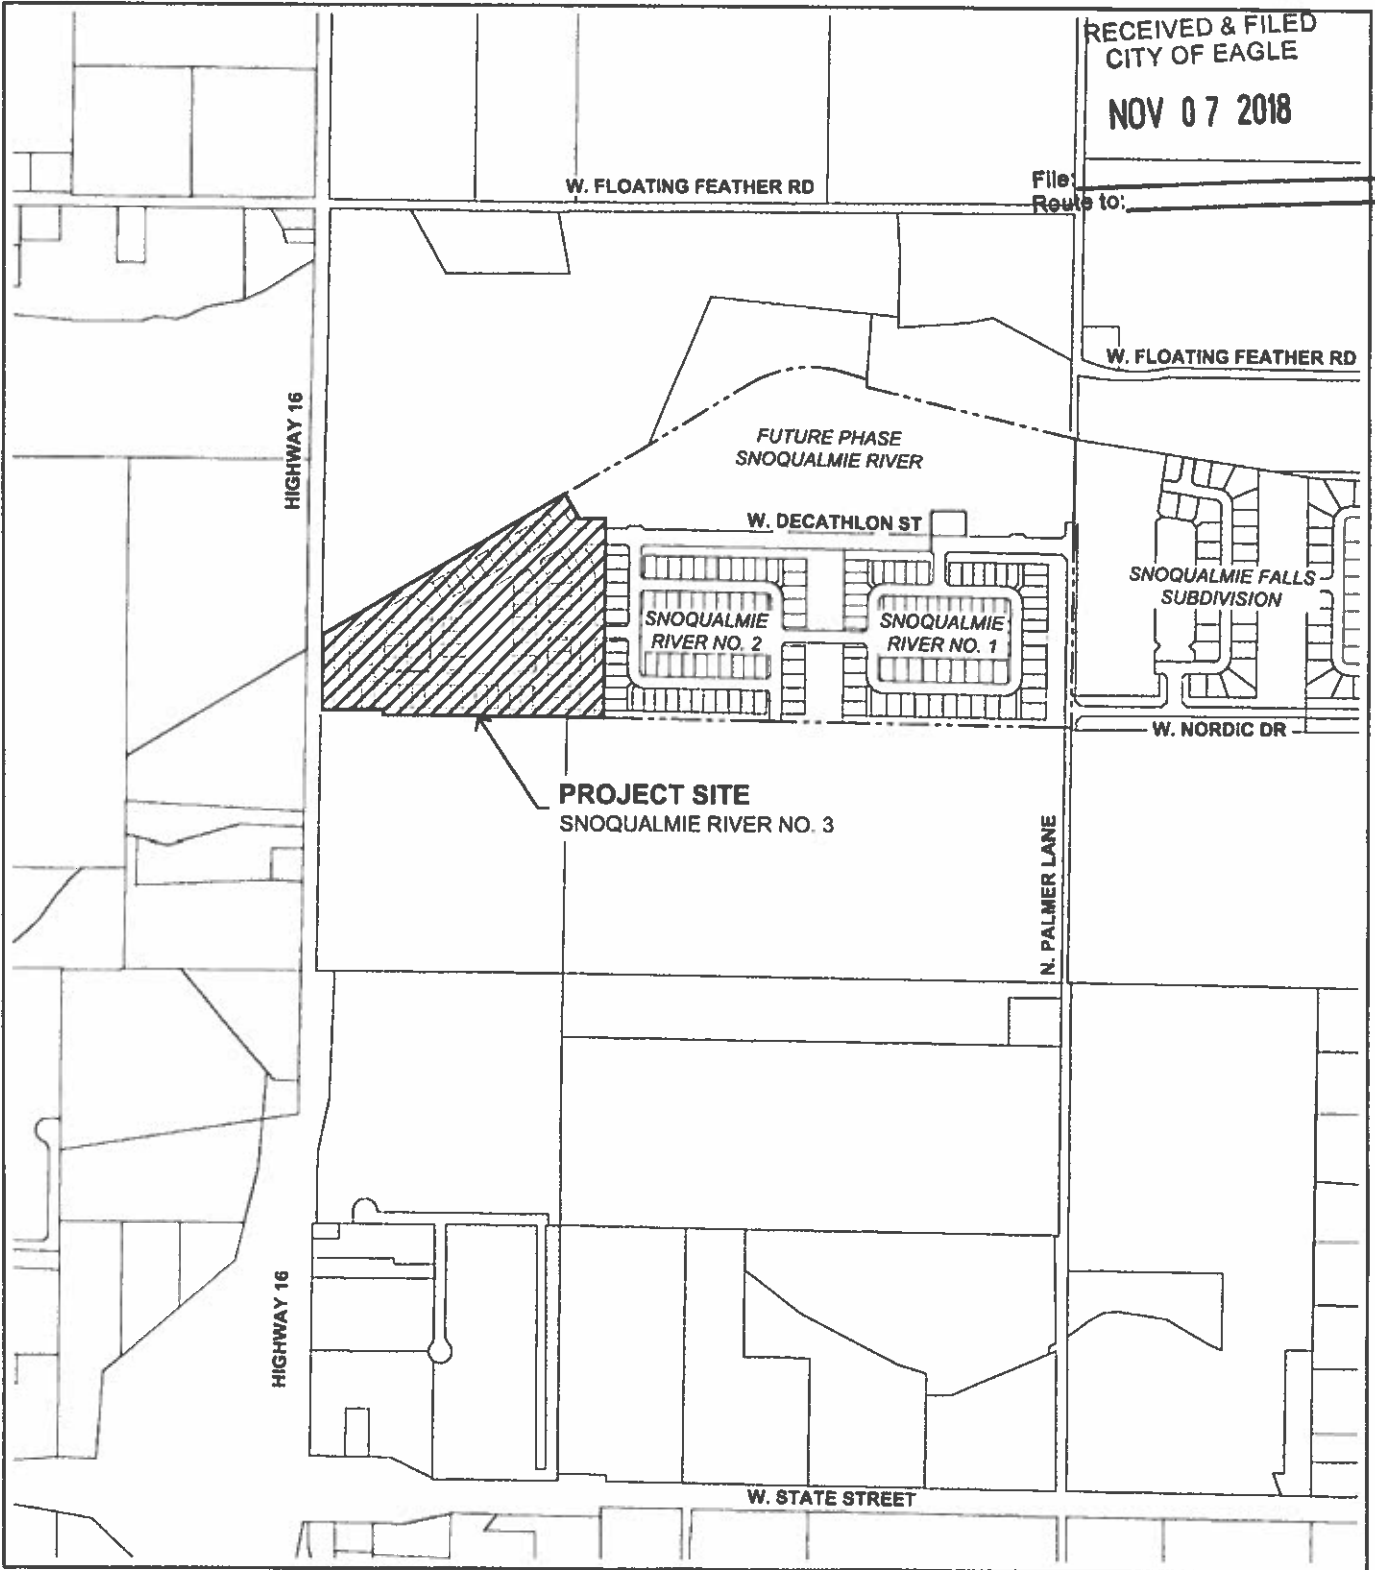 RECEIVED & FILED
CITY OF EAGLE
NOV 07 2018
File:
Route to:
W. FLOATING FEATHER RD
W. FLOATING FEATHER RD
HIGHWAY 16
FUTURE PHASE
SNOQUALMIE RIVER
W. DECATHLON ST
SNOQUALMIE FALLS
SUBDIVISION
SNOQUALMIE
RIVER NO. 2
SNOQUALMIE
RIVER NO. 1
W. NORDIC DR
PROJECT SITE
SNOQUALMIE RIVER NO. 3
N. PALMER LANE
HIGHWAY 16
W. STATE STREET